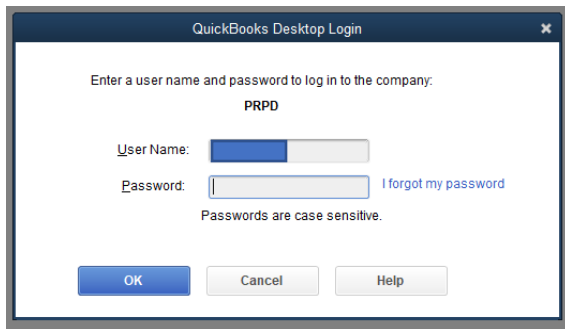 QuickBooks Desktop Login
Enter a user name and password to log in to the company:
PRPD
User Name:
Password:
I forgot my password
Passwords are case sensitive.
OK
Cancel
Help